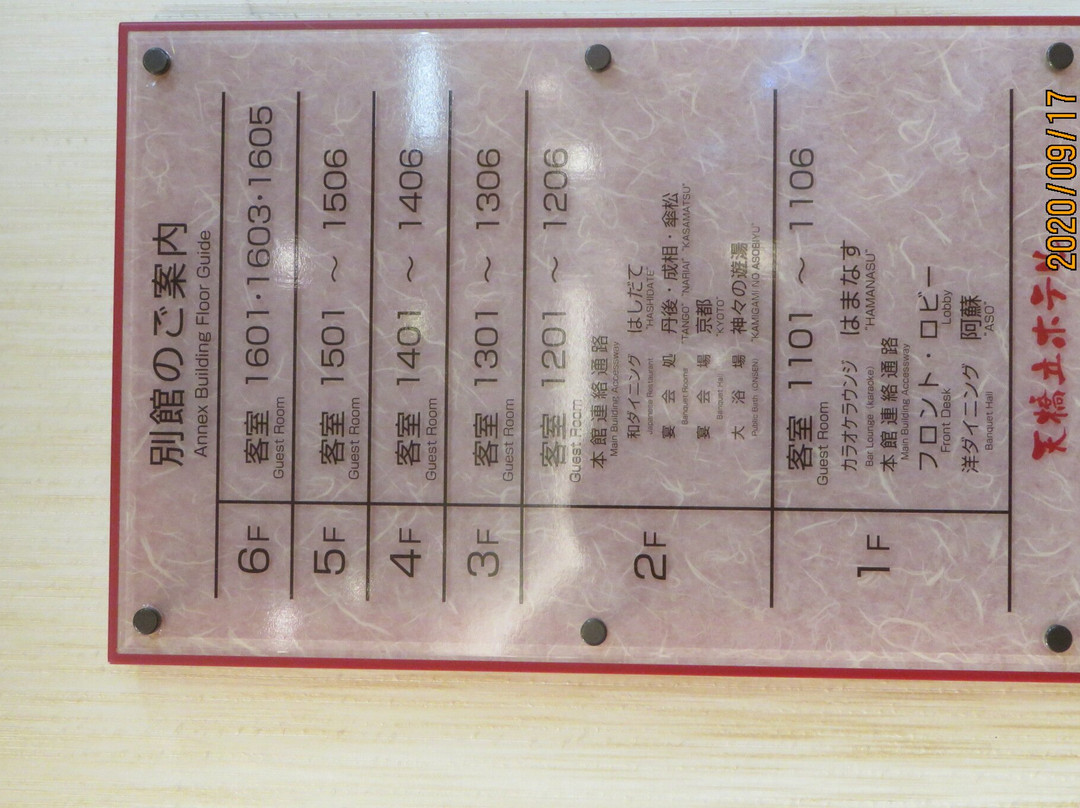 別館のご案内
Annex Building Floor Guide
6F 客室 1601・1603・1605
Guest Room
5F 客室 1501 ～ 1506
Guest Room
4F 客室 1401 ～ 1406
Guest Room
3F 客室 1301 ～ 1306
Guest Room
2F 客室 1201 ～ 1206
Guest Room
本館連絡通路
Main Building Accessway
和ダイニング はしだて
Japanese Restaurant "HASHIDATE"
宴会処 丹後・成相・傘松
Banquet Rooms "TANGO" "NARIAI" "KASAMATSU"
宴会場 京都
Banquet Hall "KYOTO"
大浴場 神々の遊湯
Public Bath (ONSEN) "KAMIGAMI NO ASOBIYU"
1F 客室 1101 ～ 1106
Guest Room
カラオケラウンジ はまなす
Bar Lounge (karaoke) "HAMANASU"
本館連絡通路
Main Building Accessway
フロント・ロビー
Front Desk Lobby
洋ダイニング 阿蘇
Banquet Hall "ASO"
天橋立ホテル
2020/09/17